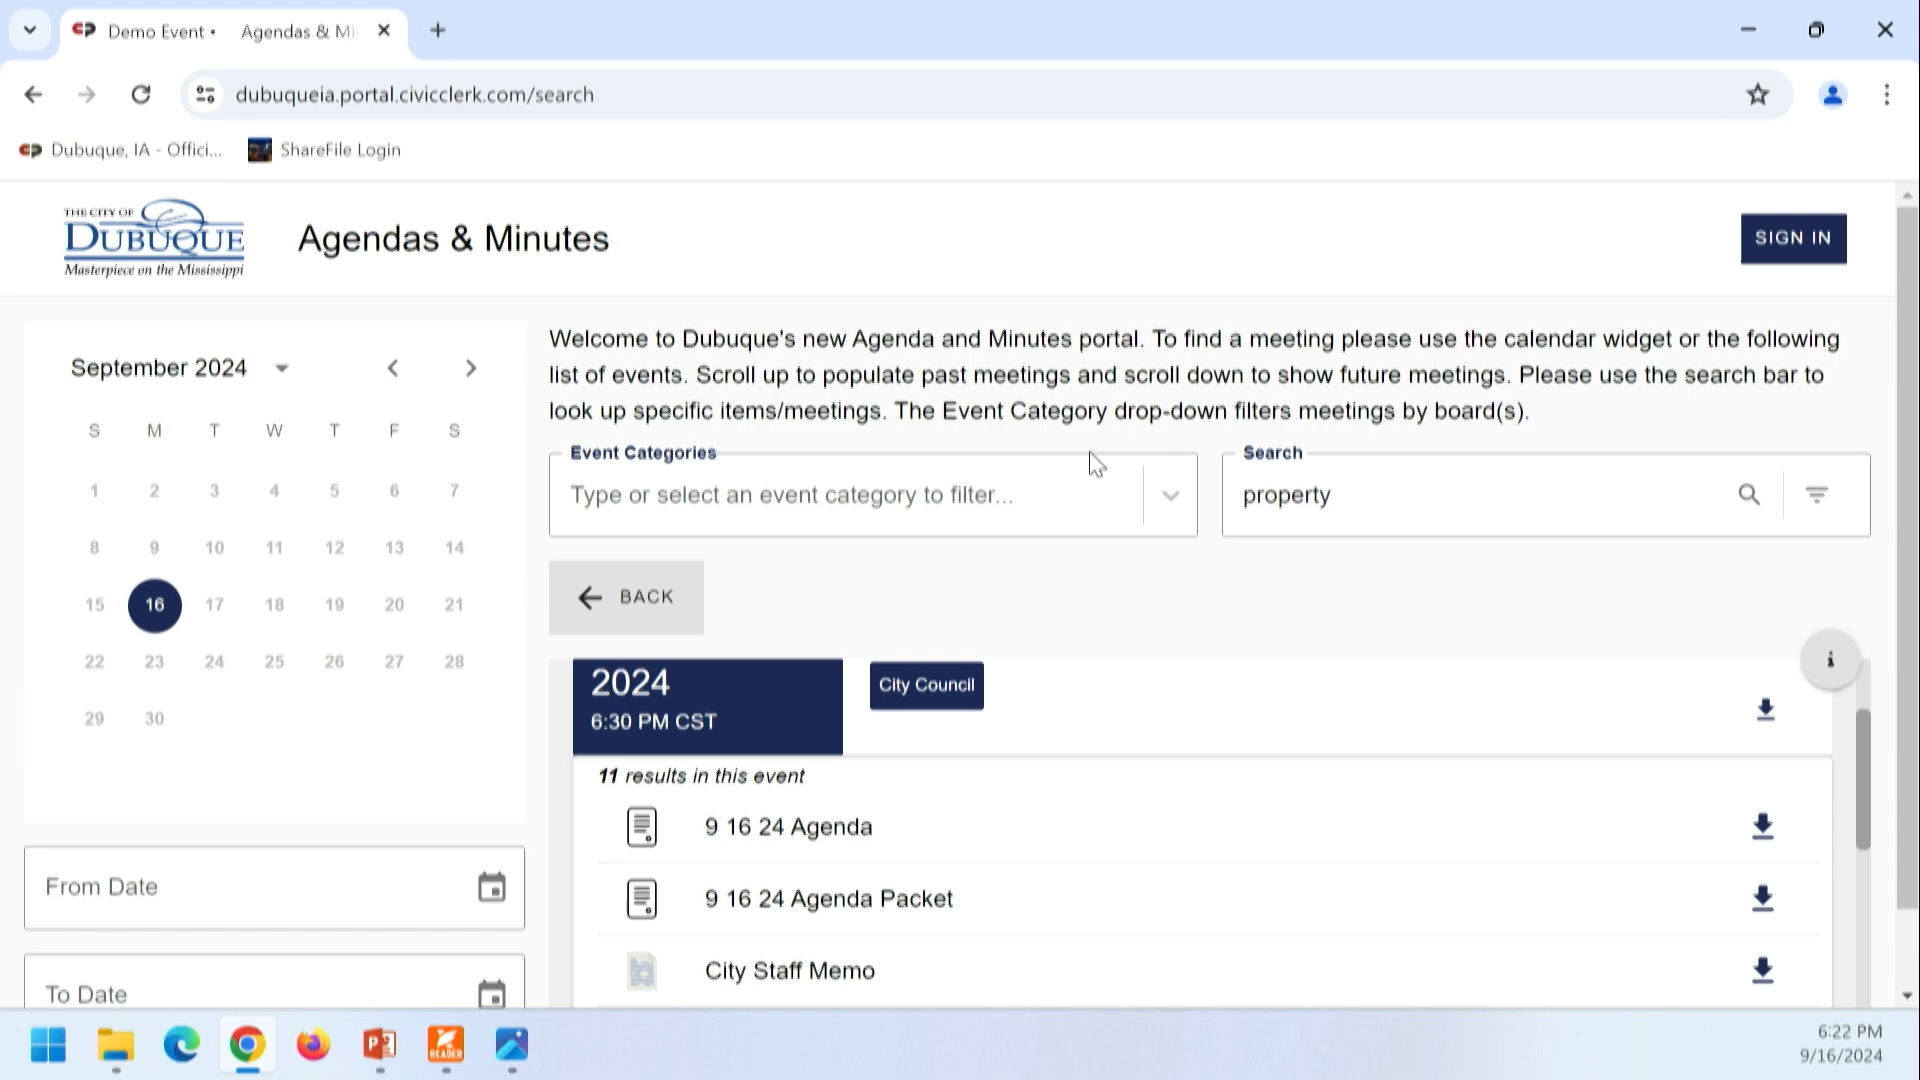 Demo Event • Agendas & Mi
dubuqueia.portal.civicclerk.com/search
Dubuque, IA - Offici...
ShareFile Login
THE CITY OF
DUBUQUE
Masterpiece on the Mississippi
Agendas & Minutes
SIGN IN
September 2024
S M T W T F S
1 2 3 4 5 6 7
8 9 10 11 12 13 14
15 16 17 18 19 20 21
22 23 24 25 26 27 28
29 30
From Date
To Date
Welcome to Dubuque's new Agenda and Minutes portal. To find a meeting please use the calendar widget or the following
list of events. Scroll up to populate past meetings and scroll down to show future meetings. Please use the search bar to
look up specific items/meetings. The Event Category drop-down filters meetings by board(s).
Event Categories
Type or select an event category to filter...
Search
property
BACK
2024
6:30 PM CST
City Council
11 results in this event
9 16 24 Agenda
9 16 24 Agenda Packet
City Staff Memo
READER
6:22 PM
9/16/2024